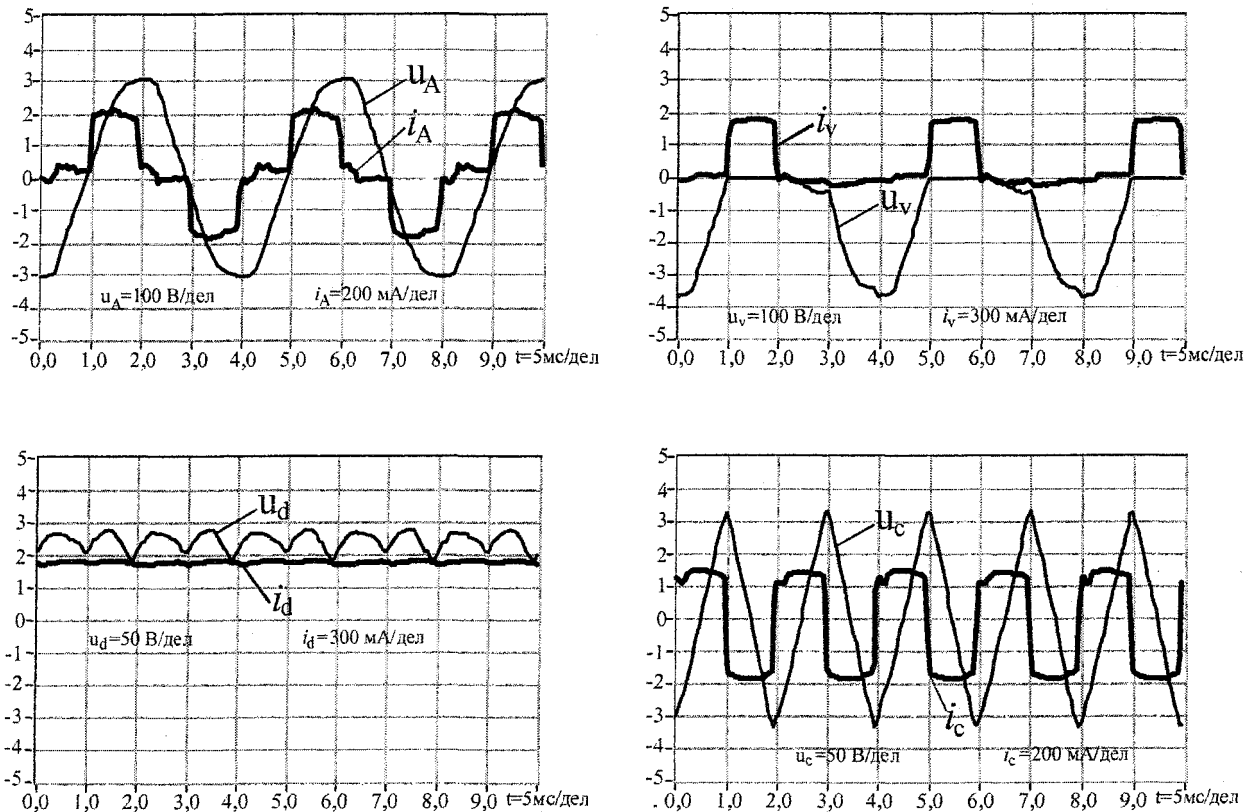 5
4
3
2
1
0
-1
-2
-3
-4
-5
u_A
i_A
u_A=100 В/дел
i_A=200 мА/дел
0,0 1,0 2,0 3,0 4,0 5,0 6,0 7,0 8,0 9,0 t=5мс/дел
5
4
3
2
1
0
-1
-2
-3
-4
-5
i_v
u_v
u_v=100 В/дел
i_v=300 мА/дел
0,0 1,0 2,0 3,0 4,0 5,0 6,0 7,0 8,0 9,0 t=5мс/дел
5
4
3
2
1
0
-1
-2
-3
-4
-5
u_d
i_d
u_d=50 В/дел
i_d=300 мА/дел
0,0 1,0 2,0 3,0 4,0 5,0 6,0 7,0 8,0 9,0 t=5мс/дел
5
4
3
2
1
0
-1
-2
-3
-4
-5
u_c
i_c
u_c=50 В/дел
i_c=200 мА/дел
0,0 1,0 2,0 3,0 4,0 5,0 6,0 7,0 8,0 9,0 t=5мс/дел